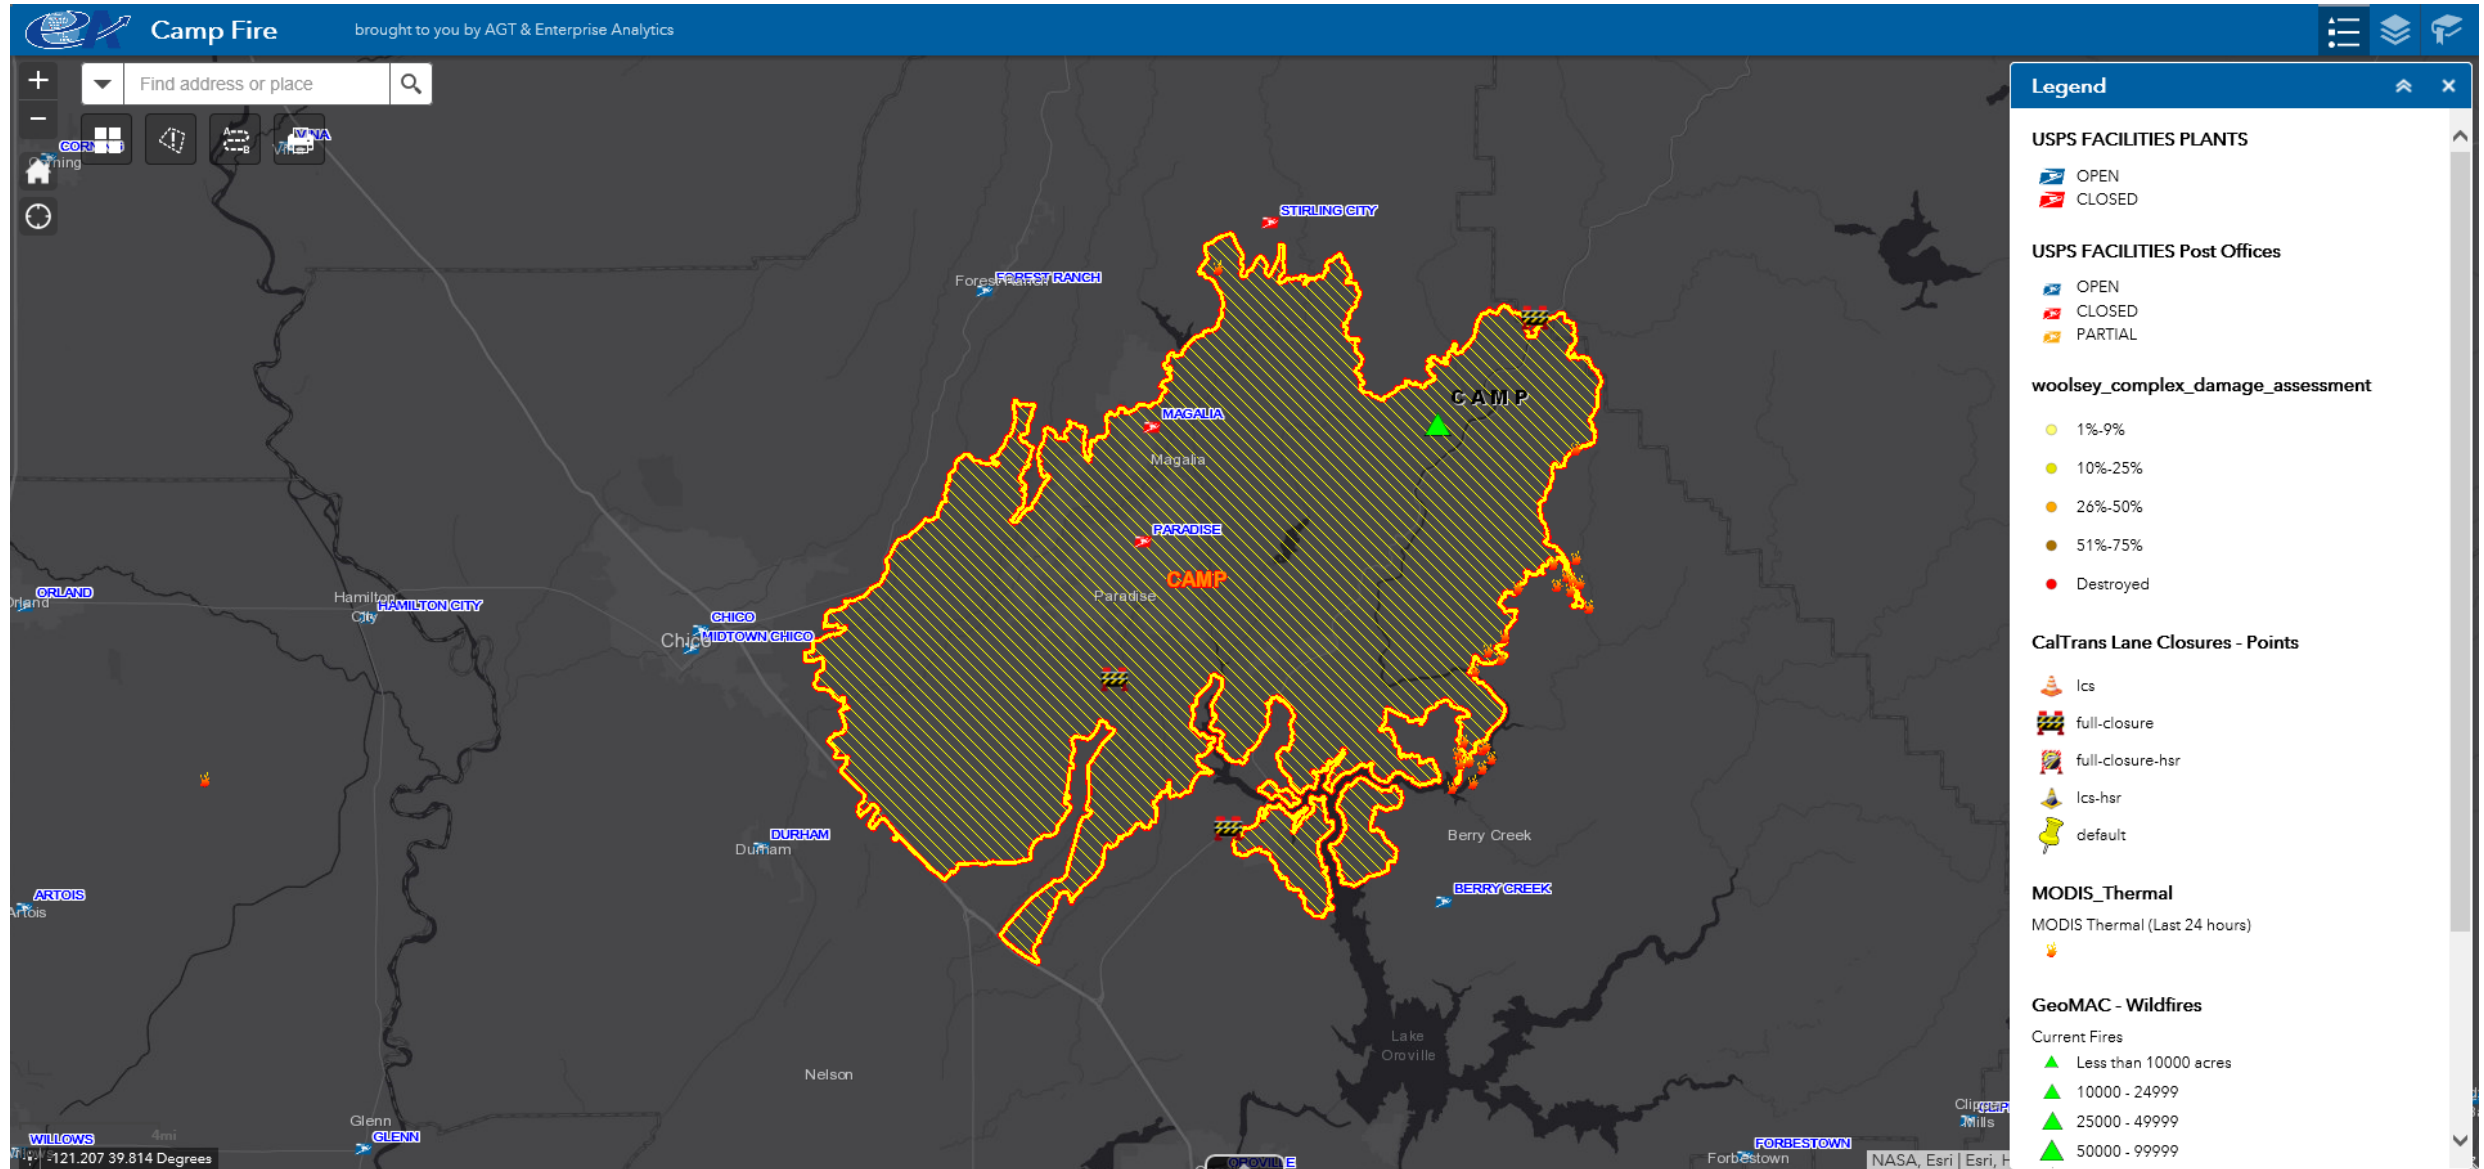 Camp Fire
brought to you by AGT & Enterprise Analytics
Find address or place
Legend
USPS FACILITIES PLANTS
OPEN
CLOSED
USPS FACILITIES Post Offices
OPEN
CLOSED
PARTIAL
woolsey_complex_damage_assessment
1%-9%
10%-25%
26%-50%
51%-75%
Destroyed
CalTrans Lane Closures - Points
lcs
full-closure
full-closure-hsr
lcs-hsr
default
MODIS_Thermal
MODIS Thermal (Last 24 hours)
GeoMAC - Wildfires
Current Fires
Less than 10000 acres
10000 - 24999
25000 - 49999
50000 - 99999
STIRLING CITY
FOREST RANCH
CAMP
MAGALIA
Magalia
PARADISE
CAMP
Paradise
ORLAND
Hamilton
City
HAMILTON CITY
CHICO
MIDTOWN CHICO
Chico
DURHAM
Durham
Berry Creek
BERRY CREEK
ARTOIS
Artois
Lake
Oroville
Nelson
Glenn
GLENN
WILLOWS
4mi
-121.207 39.814 Degrees
FORBESTOWN
Forbestown
Mills
NASA, Esri | Esri,